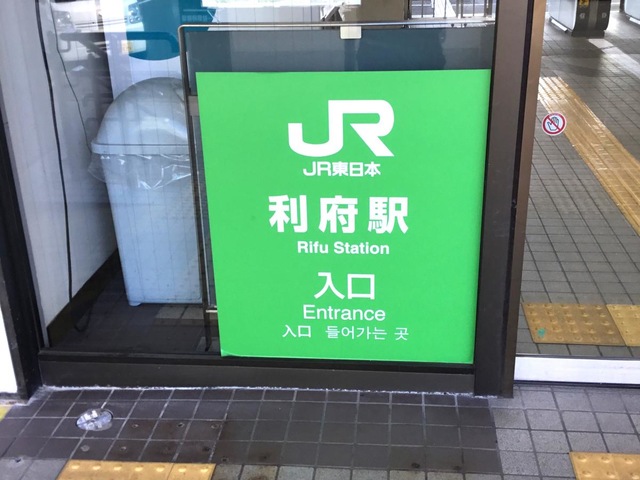 JR
JR東日本
利府駅
Rifu Station
入口
Entrance
入口 들어가는 곳